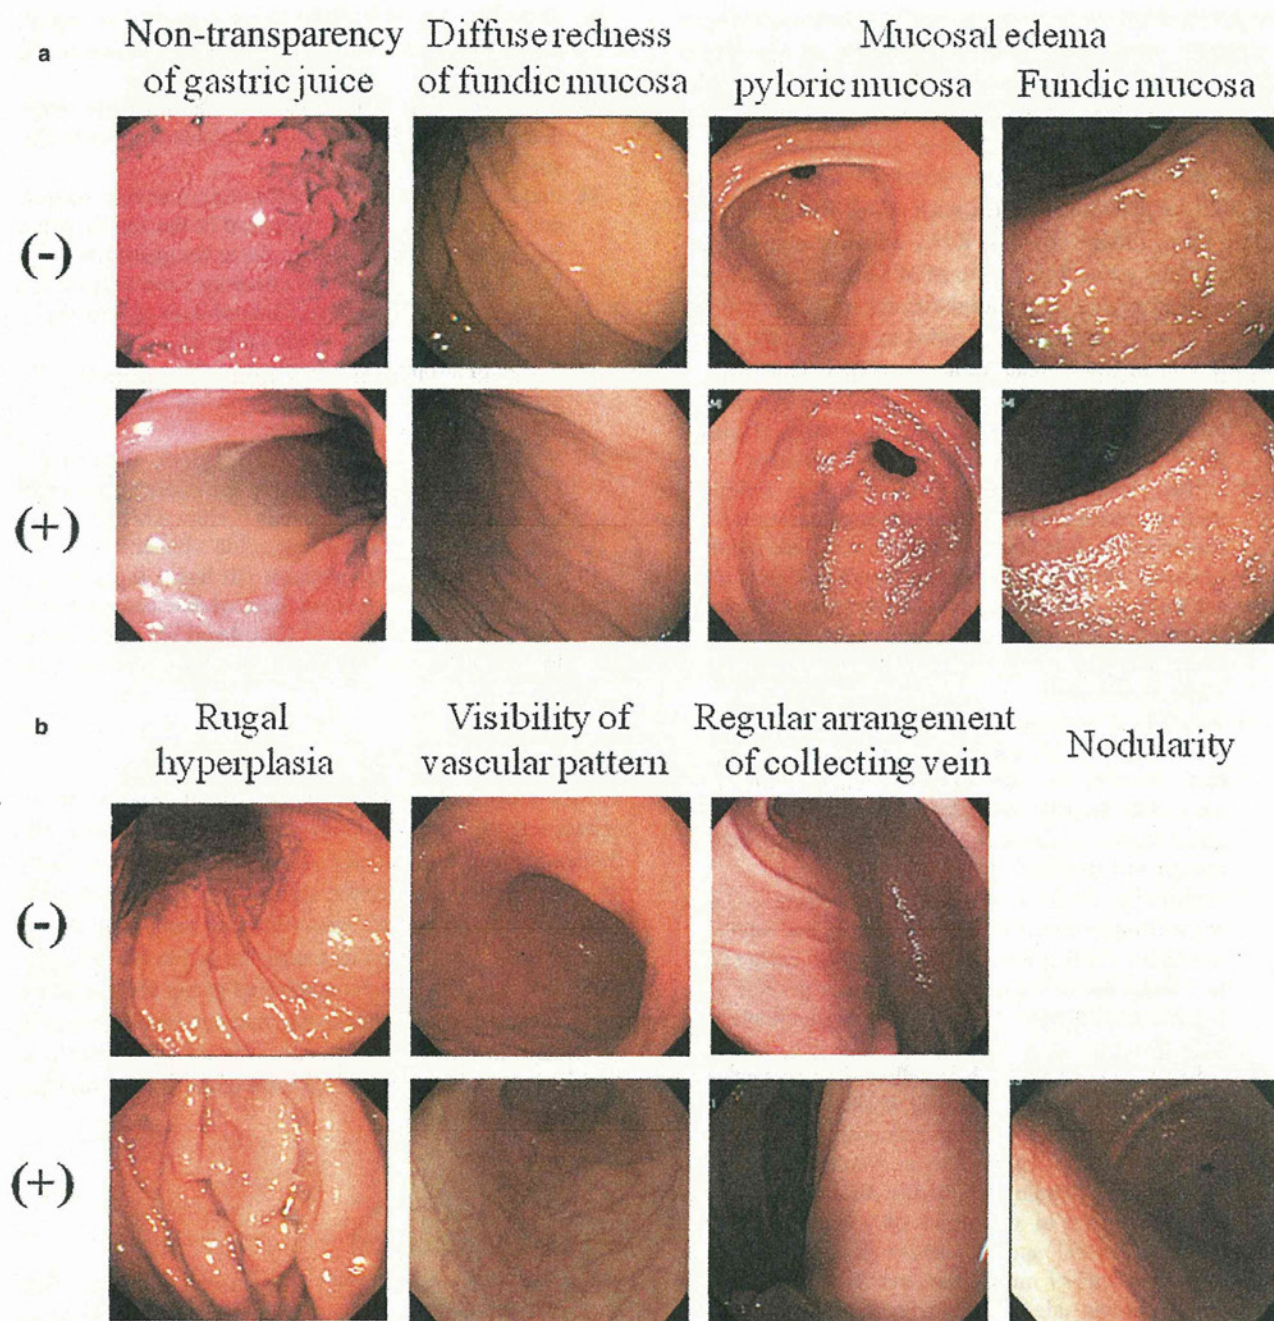 a
Non-transparency
of gastric juice
Diffuse redness
of fundic mucosa
Mucosal edema
pyloric mucosa
Fundic mucosa
(-)
(+)
b
Rugal
hyperplasia
Visibility of
vascular pattern
Regular arrangement
of collecting vein
Nodularity
(-)
(+)